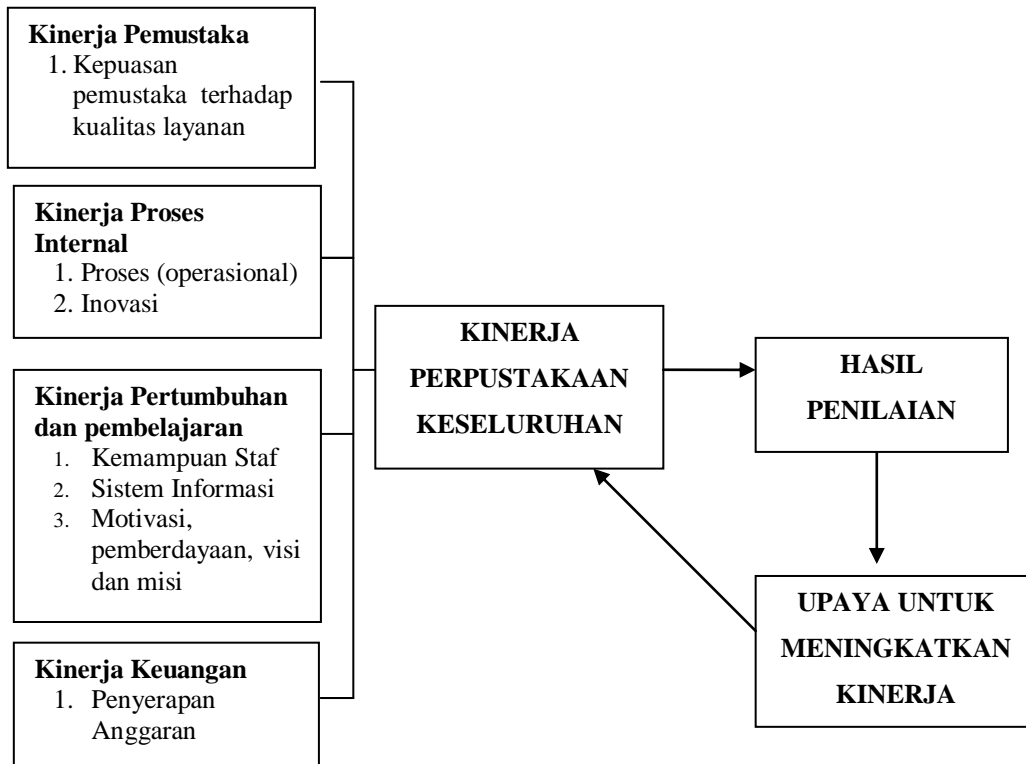 Kinerja Pemustaka
1. Kepuasan
pemustaka terhadap
kualitas layanan
Kinerja Proses
Internal
1. Proses (operasional)
2. Inovasi
Kinerja Pertumbuhan
dan pembelajaran
1. Kemampuan Staf
2. Sistem Informasi
3. Motivasi,
pemberdayaan, visi
dan misi
Kinerja Keuangan
1. Penyerapan
Anggaran
KINERJA
PERPUSTAKAAN
KESELURUHAN
HASIL
PENILAIAN
UPAYA UNTUK
MENINGKATKAN
KINERJA